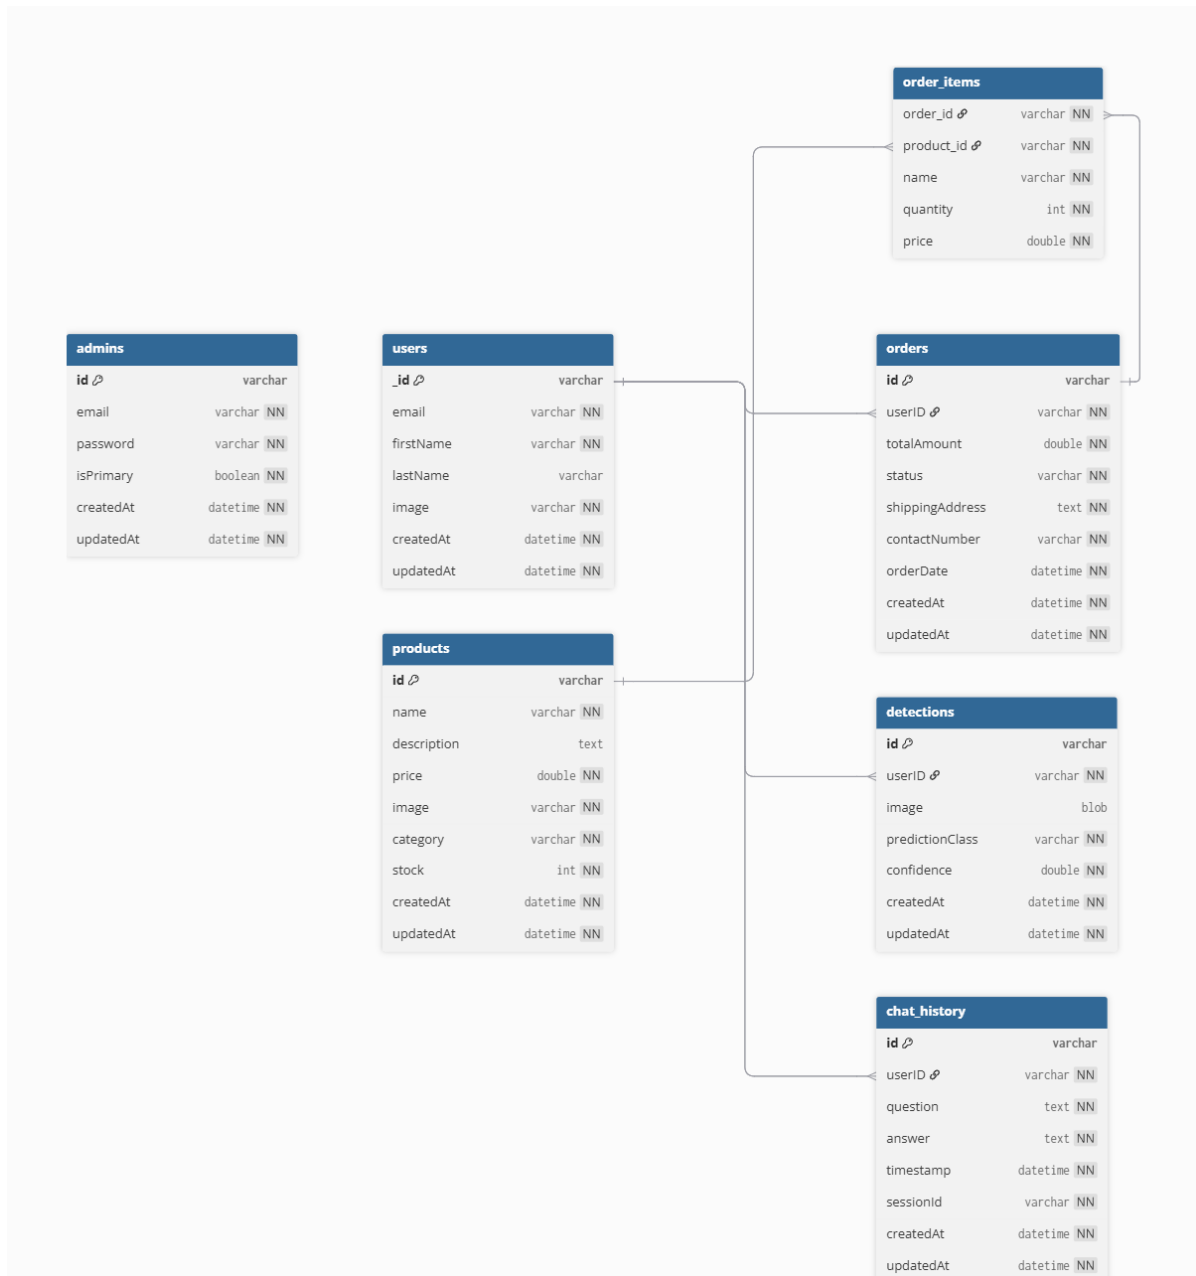 order_items
order_id varchar NN
product_id varchar NN
name varchar NN
quantity int NN
price double NN
admins
id varchar
email varchar NN
password varchar NN
isPrimary boolean NN
createdAt datetime NN
updatedAt datetime NN
users
_id varchar
email varchar NN
firstName varchar NN
lastName varchar
image varchar NN
createdAt datetime NN
updatedAt datetime NN
orders
id varchar
userID varchar NN
totalAmount double NN
status varchar NN
shippingAddress text NN
contactNumber varchar NN
orderDate datetime NN
createdAt datetime NN
updatedAt datetime NN
products
id varchar
name varchar NN
description text
price double NN
image varchar NN
category varchar NN
stock int NN
createdAt datetime NN
updatedAt datetime NN
detections
id varchar
userID varchar NN
image blob
predictionClass varchar NN
confidence double NN
createdAt datetime NN
updatedAt datetime NN
chat_history
id varchar
userID varchar NN
question text NN
answer text NN
timestamp datetime NN
sessionId varchar NN
createdAt datetime NN
updatedAt datetime NN